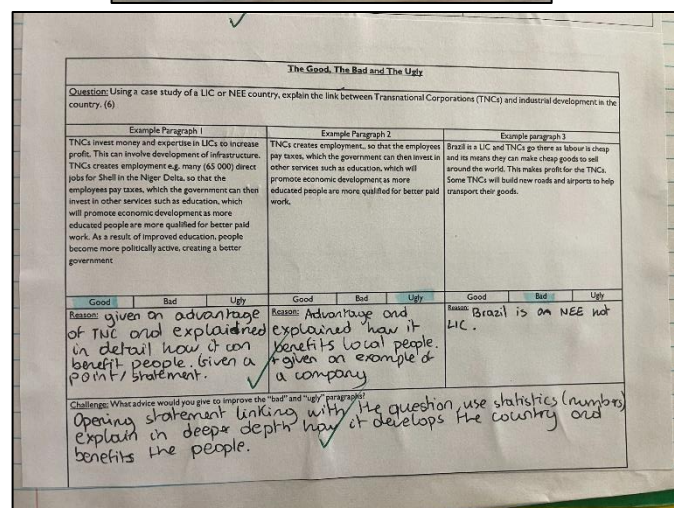 The Good, The Bad and The Ugly
Question: Using a case study of a LIC or NEE country, explain the link between Transnational Corporations (TNCs) and industrial development in the
country. (6)
Example Paragraph 1
TNCs invest money and expertise in LICs to increase
profit. This can involve development of infrastructure.
TNCs creates employment e.g. many (65 000) direct
jobs for Shell in the Niger Delta, so that the
employees pay taxes, which the government can then
invest in other services such as education, which
will promote economic development as more
educated people are more qualified for better paid
work. As a result of improved education, people
become more politically active, creating a better
government
Example Paragraph 2
TNCs creates employment, so that the employees
pay taxes, which the government can then invest in
other services such as education, which will
promote economic development as more
educated people are more qualified for better paid
work.
Example paragraph 3
Brazil is a LIC and TNCs go there as labour is cheap
and its means they can make cheap goods to sell
around the world. This makes profit for the TNCs.
Some TNCs will build new roads and airports to help
transport their goods.
Good Bad Ugly
Good Bad Ugly
Good Bad Ugly
Reason: given an advantage
of TNC and explaidned
in detail how it can
benefit people. Given a
point/statement.
Reason: Advantage and
explained how it
benefits local people.
+ given an example of
a company
Reason: Brazil is an NEE not
LIC.
Challenge: What advice would you give to improve the "bad" and "ugly" paragraphs?
Opening statement linking with the question, use statistics (numbers)
explain in deeper depth how it develops the country and
benefits the people.